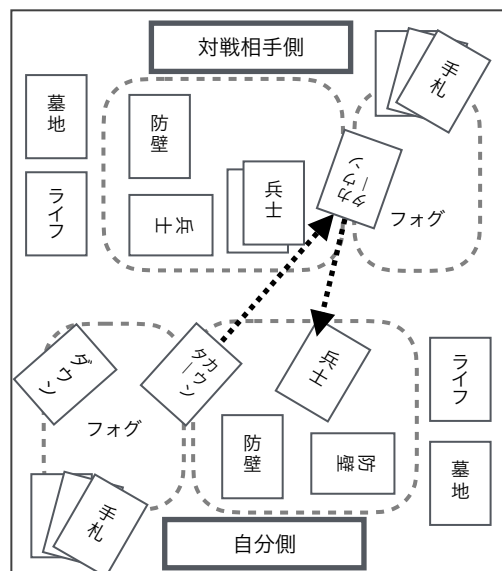 対戦相手側
手札
墓地
防壁
カウンター
兵士
ライフ
兵士
フォグ
兵士
ダウン
カウンター
ライフ
フォグ
防壁
防壁
墓地
手札
自分側